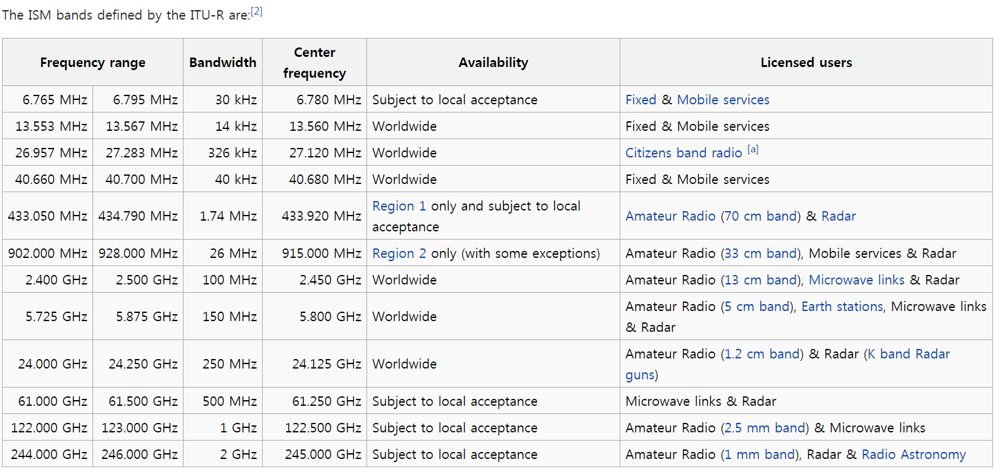 The ISM bands defined by the ITU-R are:[2]
Frequency range Bandwidth Center frequency Availability Licensed users
6.765 MHz 6.795 MHz 30 kHz 6.780 MHz Subject to local acceptance Fixed & Mobile services
13.553 MHz 13.567 MHz 14 kHz 13.560 MHz Worldwide Fixed & Mobile services
26.957 MHz 27.283 MHz 326 kHz 27.120 MHz Worldwide Citizens band radio [a]
40.660 MHz 40.700 MHz 40 kHz 40.680 MHz Worldwide Fixed & Mobile services
433.050 MHz 434.790 MHz 1.74 MHz 433.920 MHz Region 1 only and subject to local acceptance Amateur Radio (70 cm band) & Radar
902.000 MHz 928.000 MHz 26 MHz 915.000 MHz Region 2 only (with some exceptions) Amateur Radio (33 cm band), Mobile services & Radar
2.400 GHz 2.500 GHz 100 MHz 2.450 GHz Worldwide Amateur Radio (13 cm band), Microwave links & Radar
5.725 GHz 5.875 GHz 150 MHz 5.800 GHz Worldwide Amateur Radio (5 cm band), Earth stations, Microwave links & Radar
24.000 GHz 24.250 GHz 250 MHz 24.125 GHz Worldwide Amateur Radio (1.2 cm band) & Radar (K band Radar guns)
61.000 GHz 61.500 GHz 500 MHz 61.250 GHz Subject to local acceptance Microwave links & Radar
122.000 GHz 123.000 GHz 1 GHz 122.500 GHz Subject to local acceptance Amateur Radio (2.5 mm band) & Microwave links
244.000 GHz 246.000 GHz 2 GHz 245.000 GHz Subject to local acceptance Amateur Radio (1 mm band), Radar & Radio Astronomy